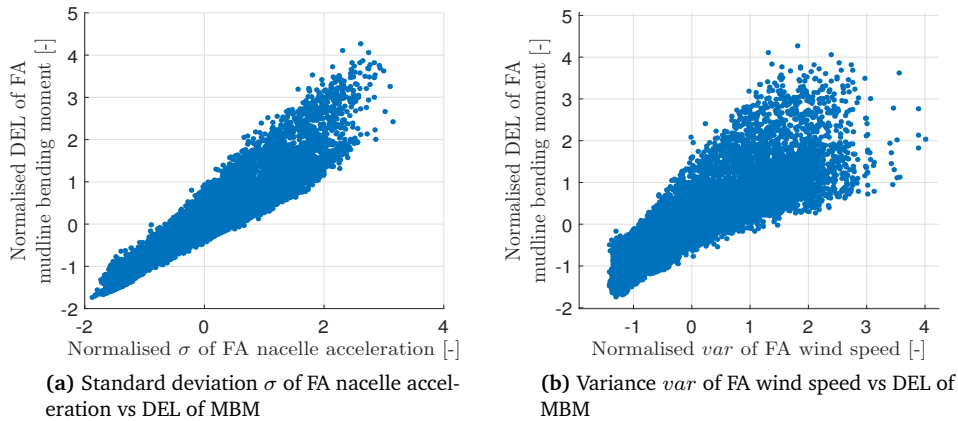 5
4
3
2
1
0
-1
-2
-2
0
2
4
Normalised DEL of FA
mudline bending moment [-]
Normalised σ of FA nacelle acceleration [-]
(a) Standard deviation σ of FA nacelle accel-
eration vs DEL of MBM
5
4
3
2
1
0
-1
-2
-1
0
1
2
3
4
Normalised DEL of FA
mudline bending moment [-]
Normalised var of FA wind speed [-]
(b) Variance var of FA wind speed vs DEL of
MBM